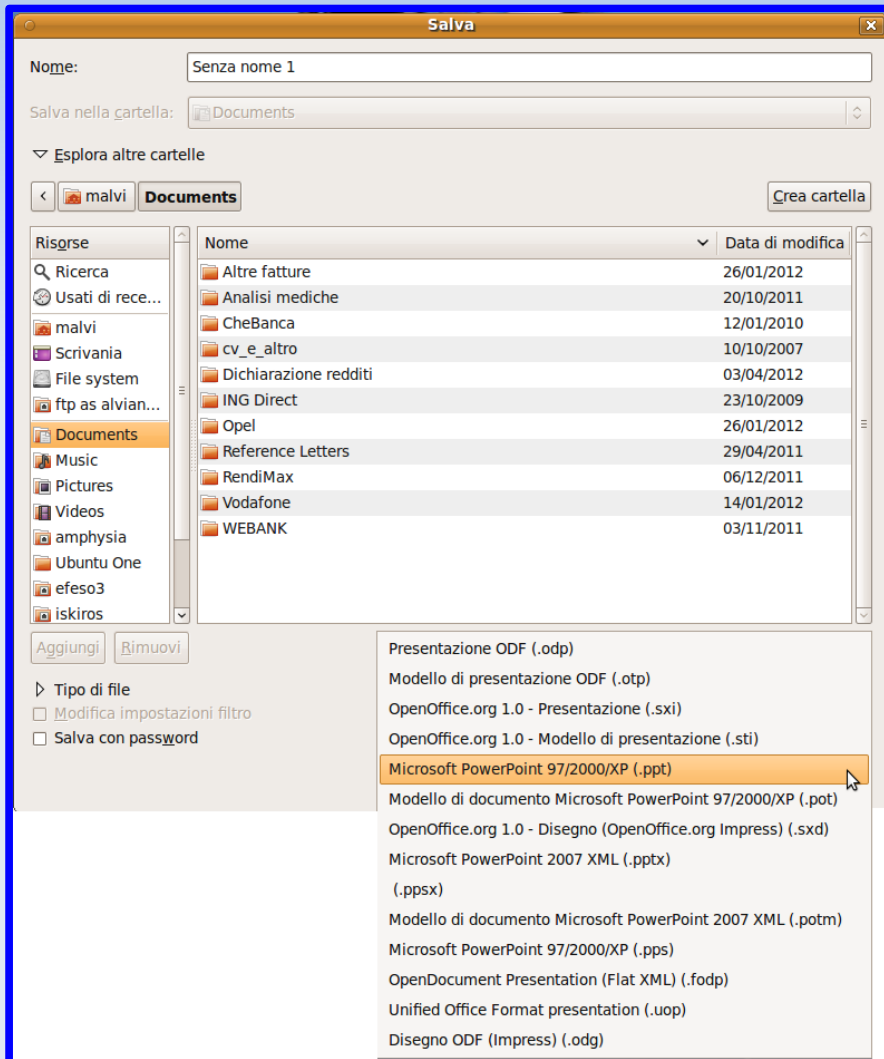 Salva
Nome: Senza nome 1
Salva nella cartella: Documents
Esplora altre cartelle
malvi Documents Crea cartella
Risorse
Ricerca
Usati di rece...
malvi
Scrivania
File system
ftp as alvian...
Documents
Music
Pictures
Videos
amphysia
Ubuntu One
efeso3
iskiros
Nome Data di modifica
Altre fatture 26/01/2012
Analisi mediche 20/10/2011
CheBanca 12/01/2010
cv_e_altro 10/10/2007
Dichiarazione redditi 03/04/2012
ING Direct 23/10/2009
Opel 26/01/2012
Reference Letters 29/04/2011
RendiMax 06/12/2011
Vodafone 14/01/2012
WEBANK 03/11/2011
Aggiungi Rimuovi
Tipo di file
Modifica impostazioni filtro
Salva con password
Presentazione ODF (.odp)
Modello di presentazione ODF (.otp)
OpenOffice.org 1.0 - Presentazione (.sxi)
OpenOffice.org 1.0 - Modello di presentazione (.sti)
Microsoft PowerPoint 97/2000/XP (.ppt)
Modello di documento Microsoft PowerPoint 97/2000/XP (.pot)
OpenOffice.org 1.0 - Disegno (OpenOffice.org Impress) (.sxd)
Microsoft PowerPoint 2007 XML (.pptx)
(.ppsx)
Modello di documento Microsoft PowerPoint 2007 XML (.potm)
Microsoft PowerPoint 97/2000/XP (.pps)
OpenDocument Presentation (Flat XML) (.fodp)
Unified Office Format presentation (.uop)
Disegno ODF (Impress) (.odg)